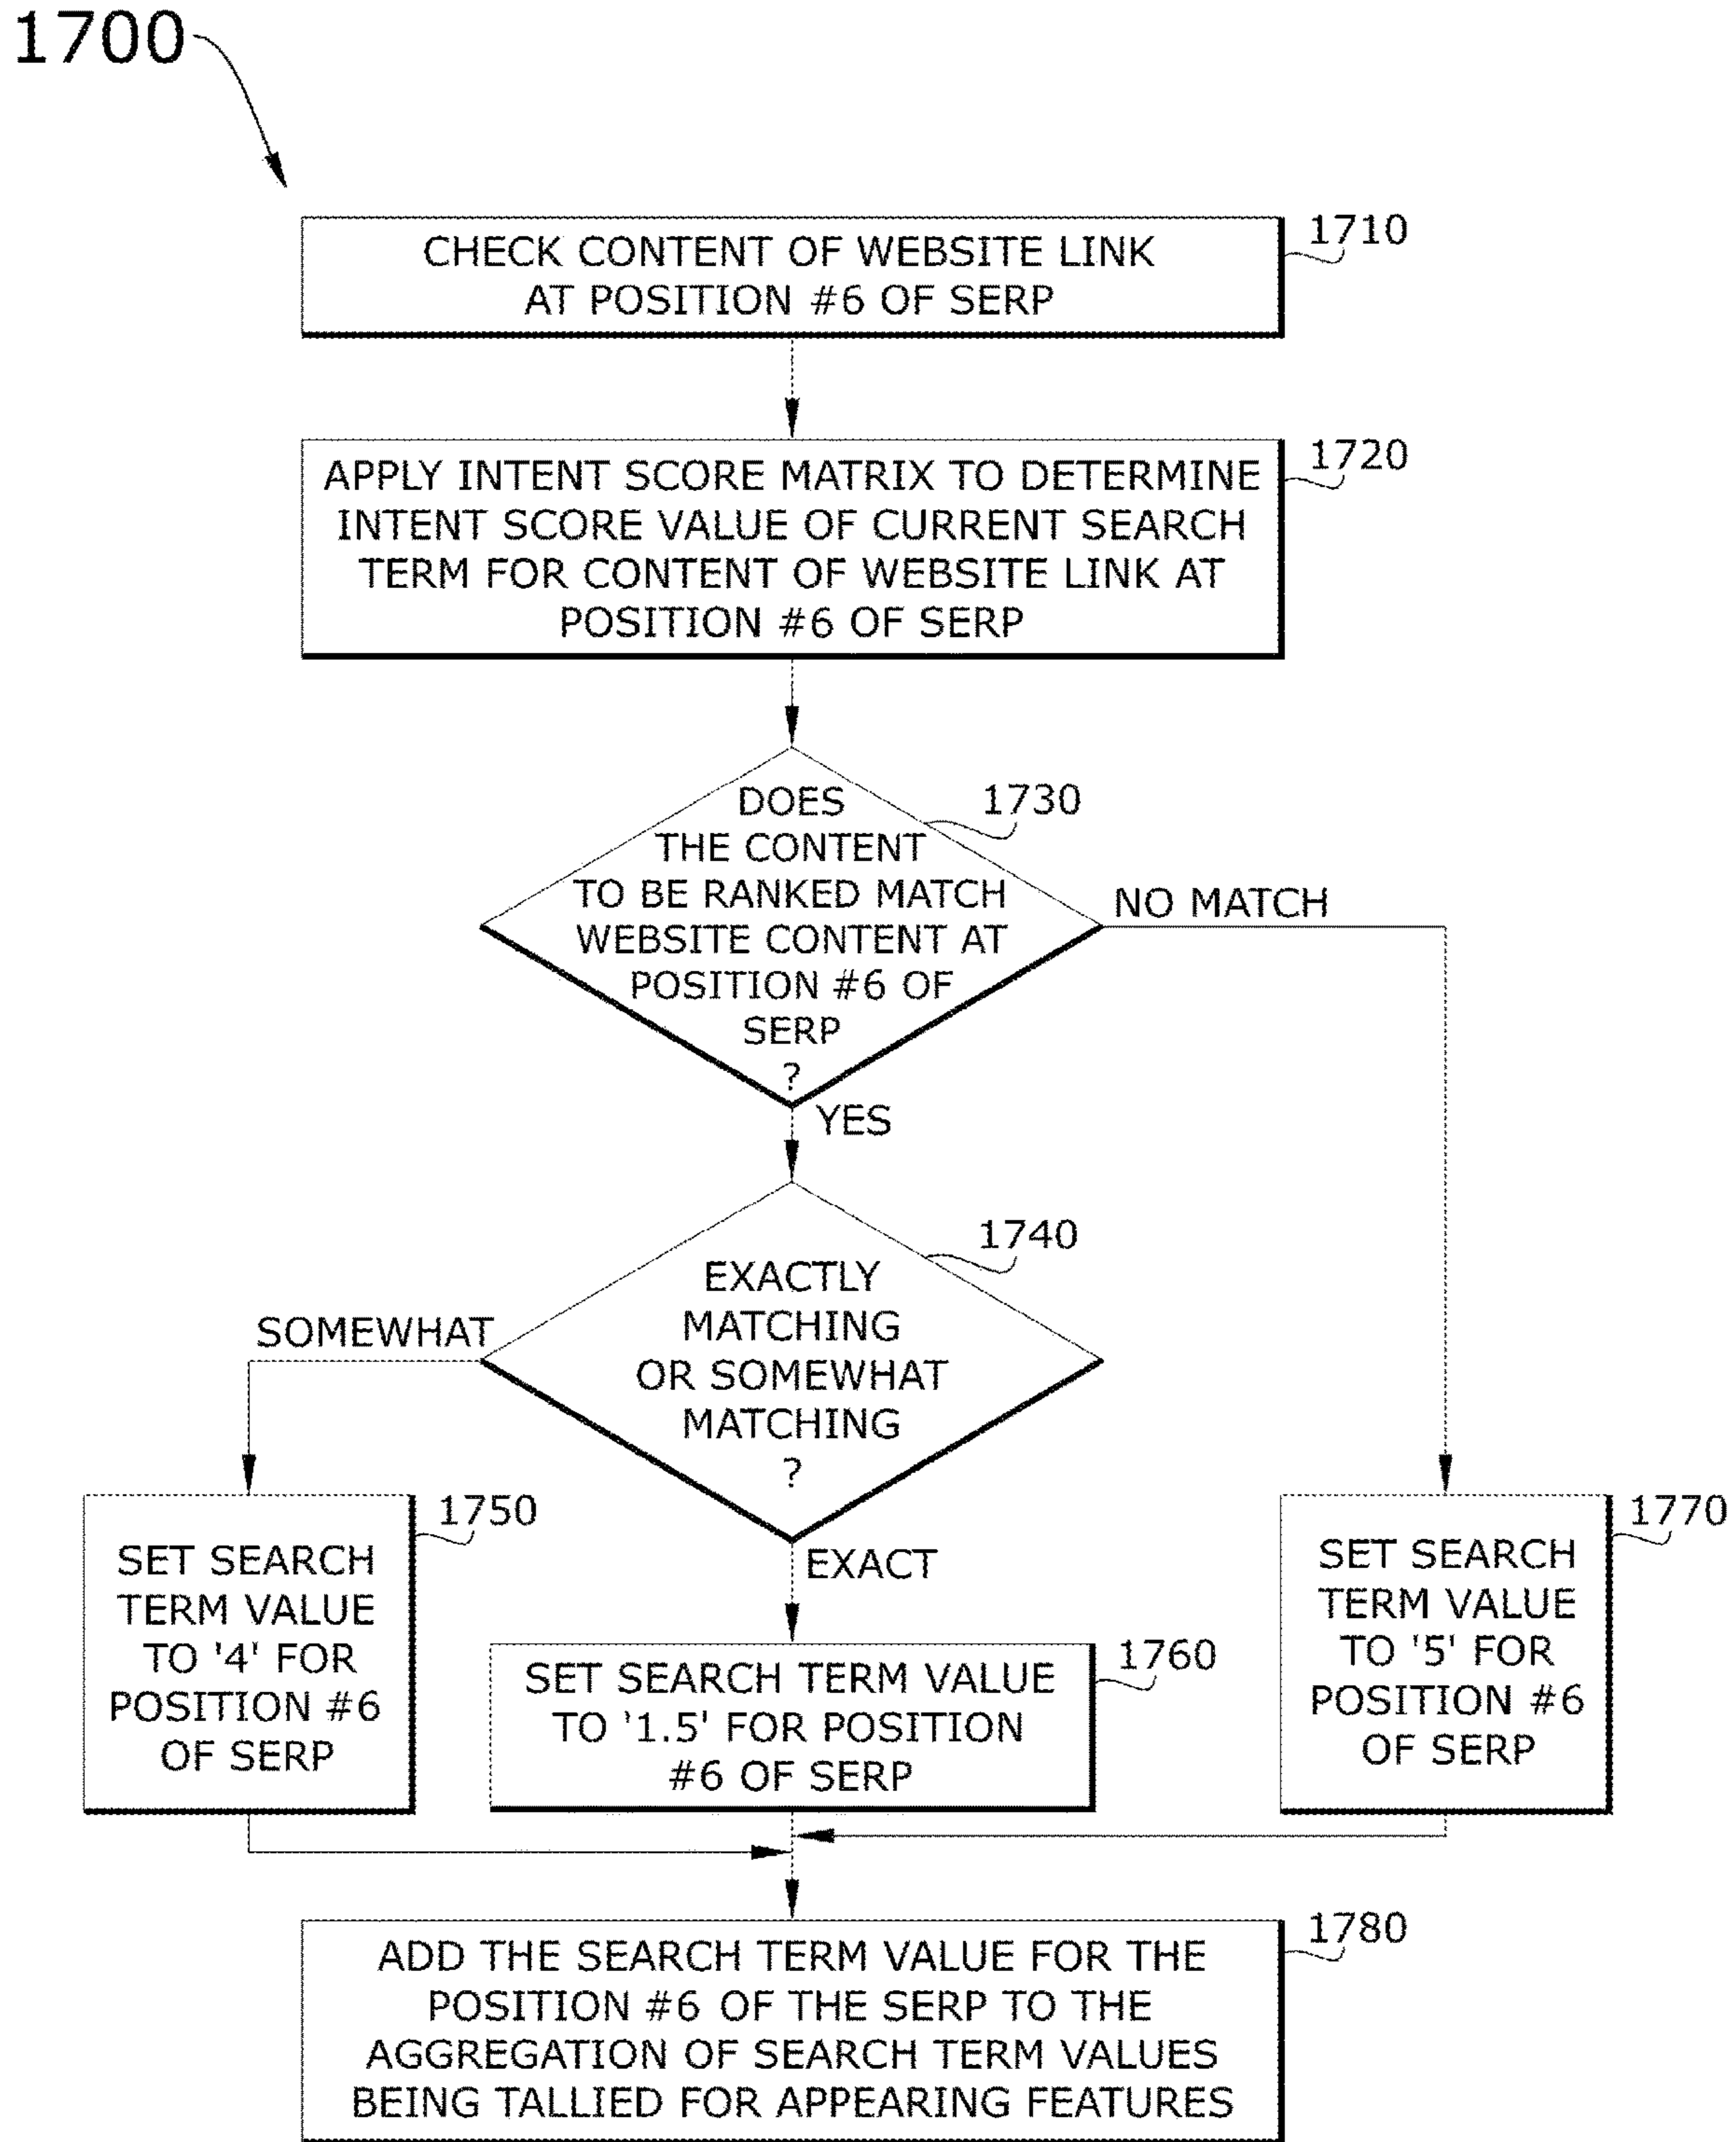 1700
CHECK CONTENT OF WEBSITE LINK
AT POSITION #6 OF SERP
1710
APPLY INTENT SCORE MATRIX TO DETERMINE
INTENT SCORE VALUE OF CURRENT SEARCH
TERM FOR CONTENT OF WEBSITE LINK AT
POSITION #6 OF SERP
1720
DOES
THE CONTENT
TO BE RANKED MATCH
WEBSITE CONTENT AT
POSITION #6 OF
SERP
?
1730
NO MATCH
YES
EXACTLY
MATCHING
OR SOMEWHAT
MATCHING
?
1740
SOMEWHAT
EXACT
SET SEARCH
TERM VALUE
TO '4' FOR
POSITION #6
OF SERP
1750
SET SEARCH TERM VALUE
TO '1.5' FOR POSITION
#6 OF SERP
1760
SET SEARCH
TERM VALUE
TO '5' FOR
POSITION #6
OF SERP
1770
ADD THE SEARCH TERM VALUE FOR THE
POSITION #6 OF THE SERP TO THE
AGGREGATION OF SEARCH TERM VALUES
BEING TALLIED FOR APPEARING FEATURES
1780